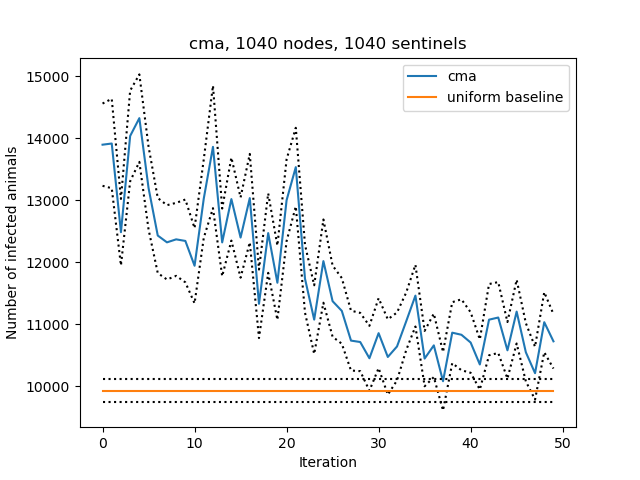 cma, 1040 nodes, 1040 sentinels
cma
uniform baseline
Number of infected animals
15000
14000
13000
12000
11000
10000
0 10 20 30 40 50
Iteration